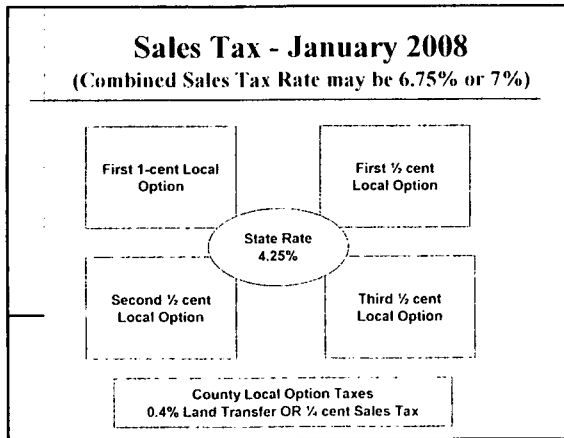 Sales Tax - January 2008
(Combined Sales Tax Rate may be 6.75% or 7%)
First 1-cent Local
Option
First ½ cent
Local Option
State Rate
4.25%
Second ½ cent
Local Option
Third ½ cent
Local Option
County Local Option Taxes
0.4% Land Transfer OR ¼ cent Sales Tax